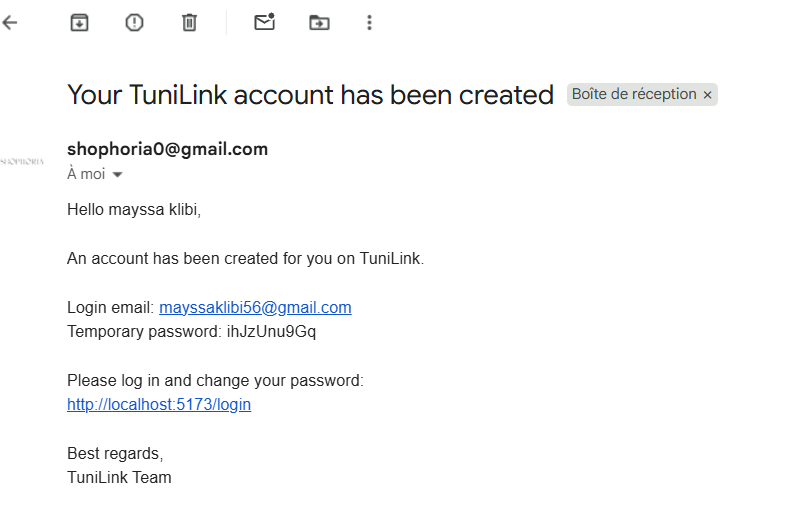 Your TuniLink account has been created Boîte de réception ×
shophoria0@gmail.com
SHOPHORIA
À moi
Hello mayssa klibi,
An account has been created for you on TuniLink.
Login email: mayssaklibi56@gmail.com
Temporary password: ihJzUnu9Gq
Please log in and change your password:
http://localhost:5173/login
Best regards,
TuniLink Team